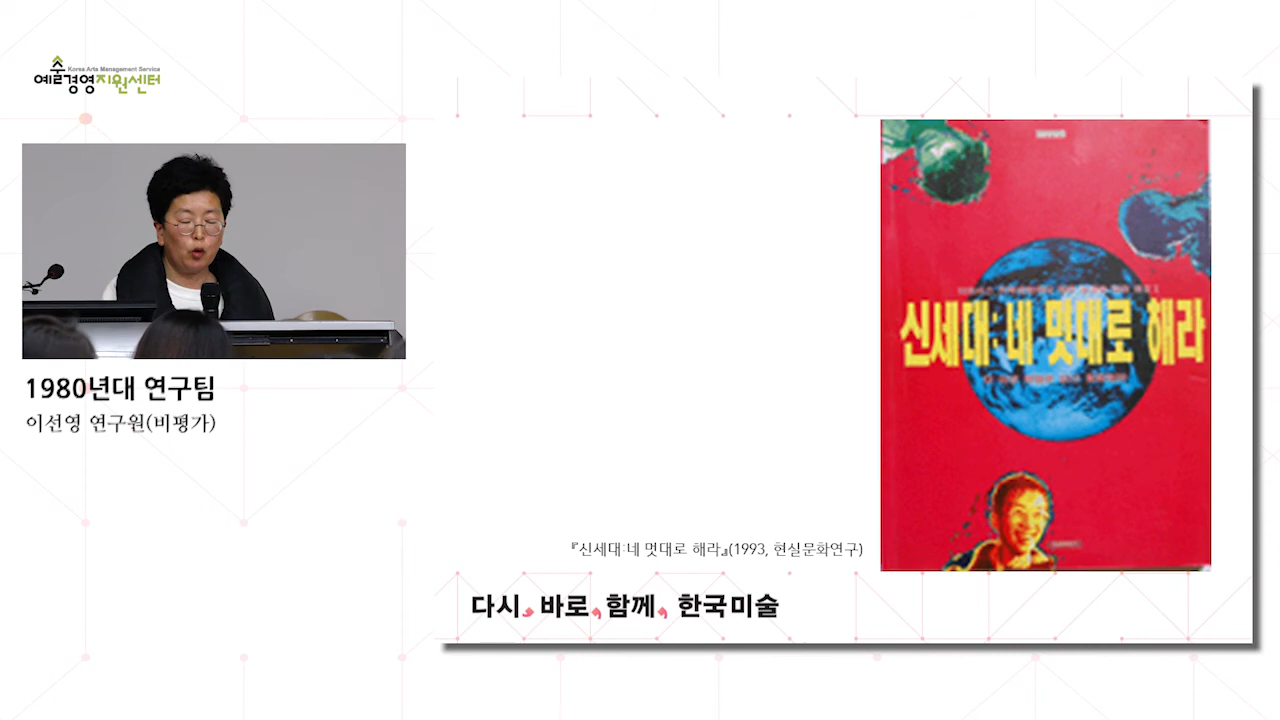 Korea Arts Management Service
예술경영지원센터
1980년대 연구팀
이선영 연구원(비평가)
신세대:네 멋대로 해라
『신세대:네 멋대로 해라』(1993, 현실문화연구)
다시, 바로, 함께, 한국미술